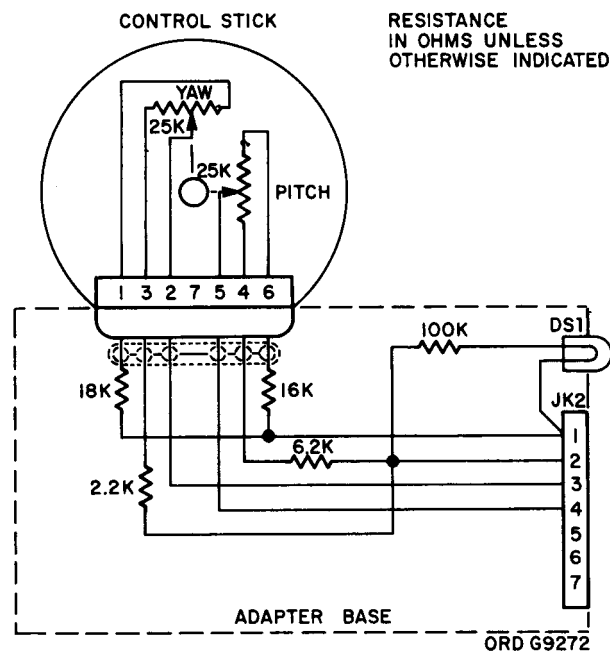 CONTROL STICK
RESISTANCE
IN OHMS UNLESS
OTHERWISE INDICATED
YAW
25K
25K
PITCH
1 3 2 7 5 4 6
100K
DS1
18K
16K
JK2
1
6.2K
2
2.2K
3
4
5
6
7
ADAPTER BASE
ORD G9272